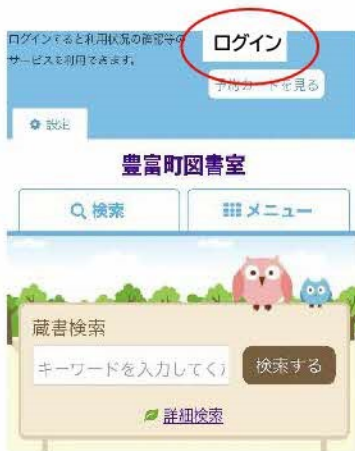 ログインすると利用状況の確認等の
サービスを利用できます。
ログイン
予約カートを見る
設定
豊富町図書室
検索
メニュー
蔵書検索
キーワードを入力してくだ
検索する
詳細検索